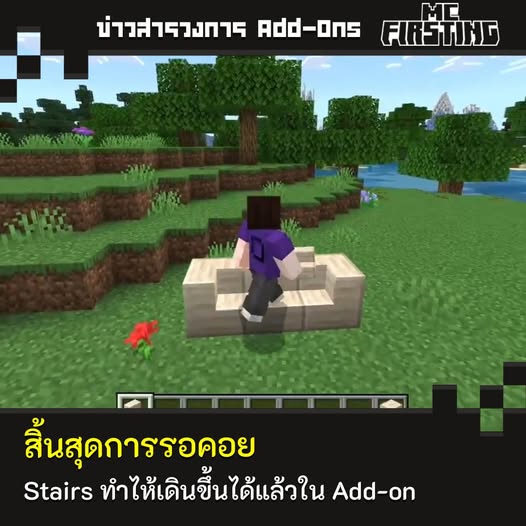 ข่าวสารวงการ Add-Ons
MC
FIRSTING
สิ้นสุดการรอคอย
Stairs ทำไห้เดินขึ้นได้แล้วใน Add-on